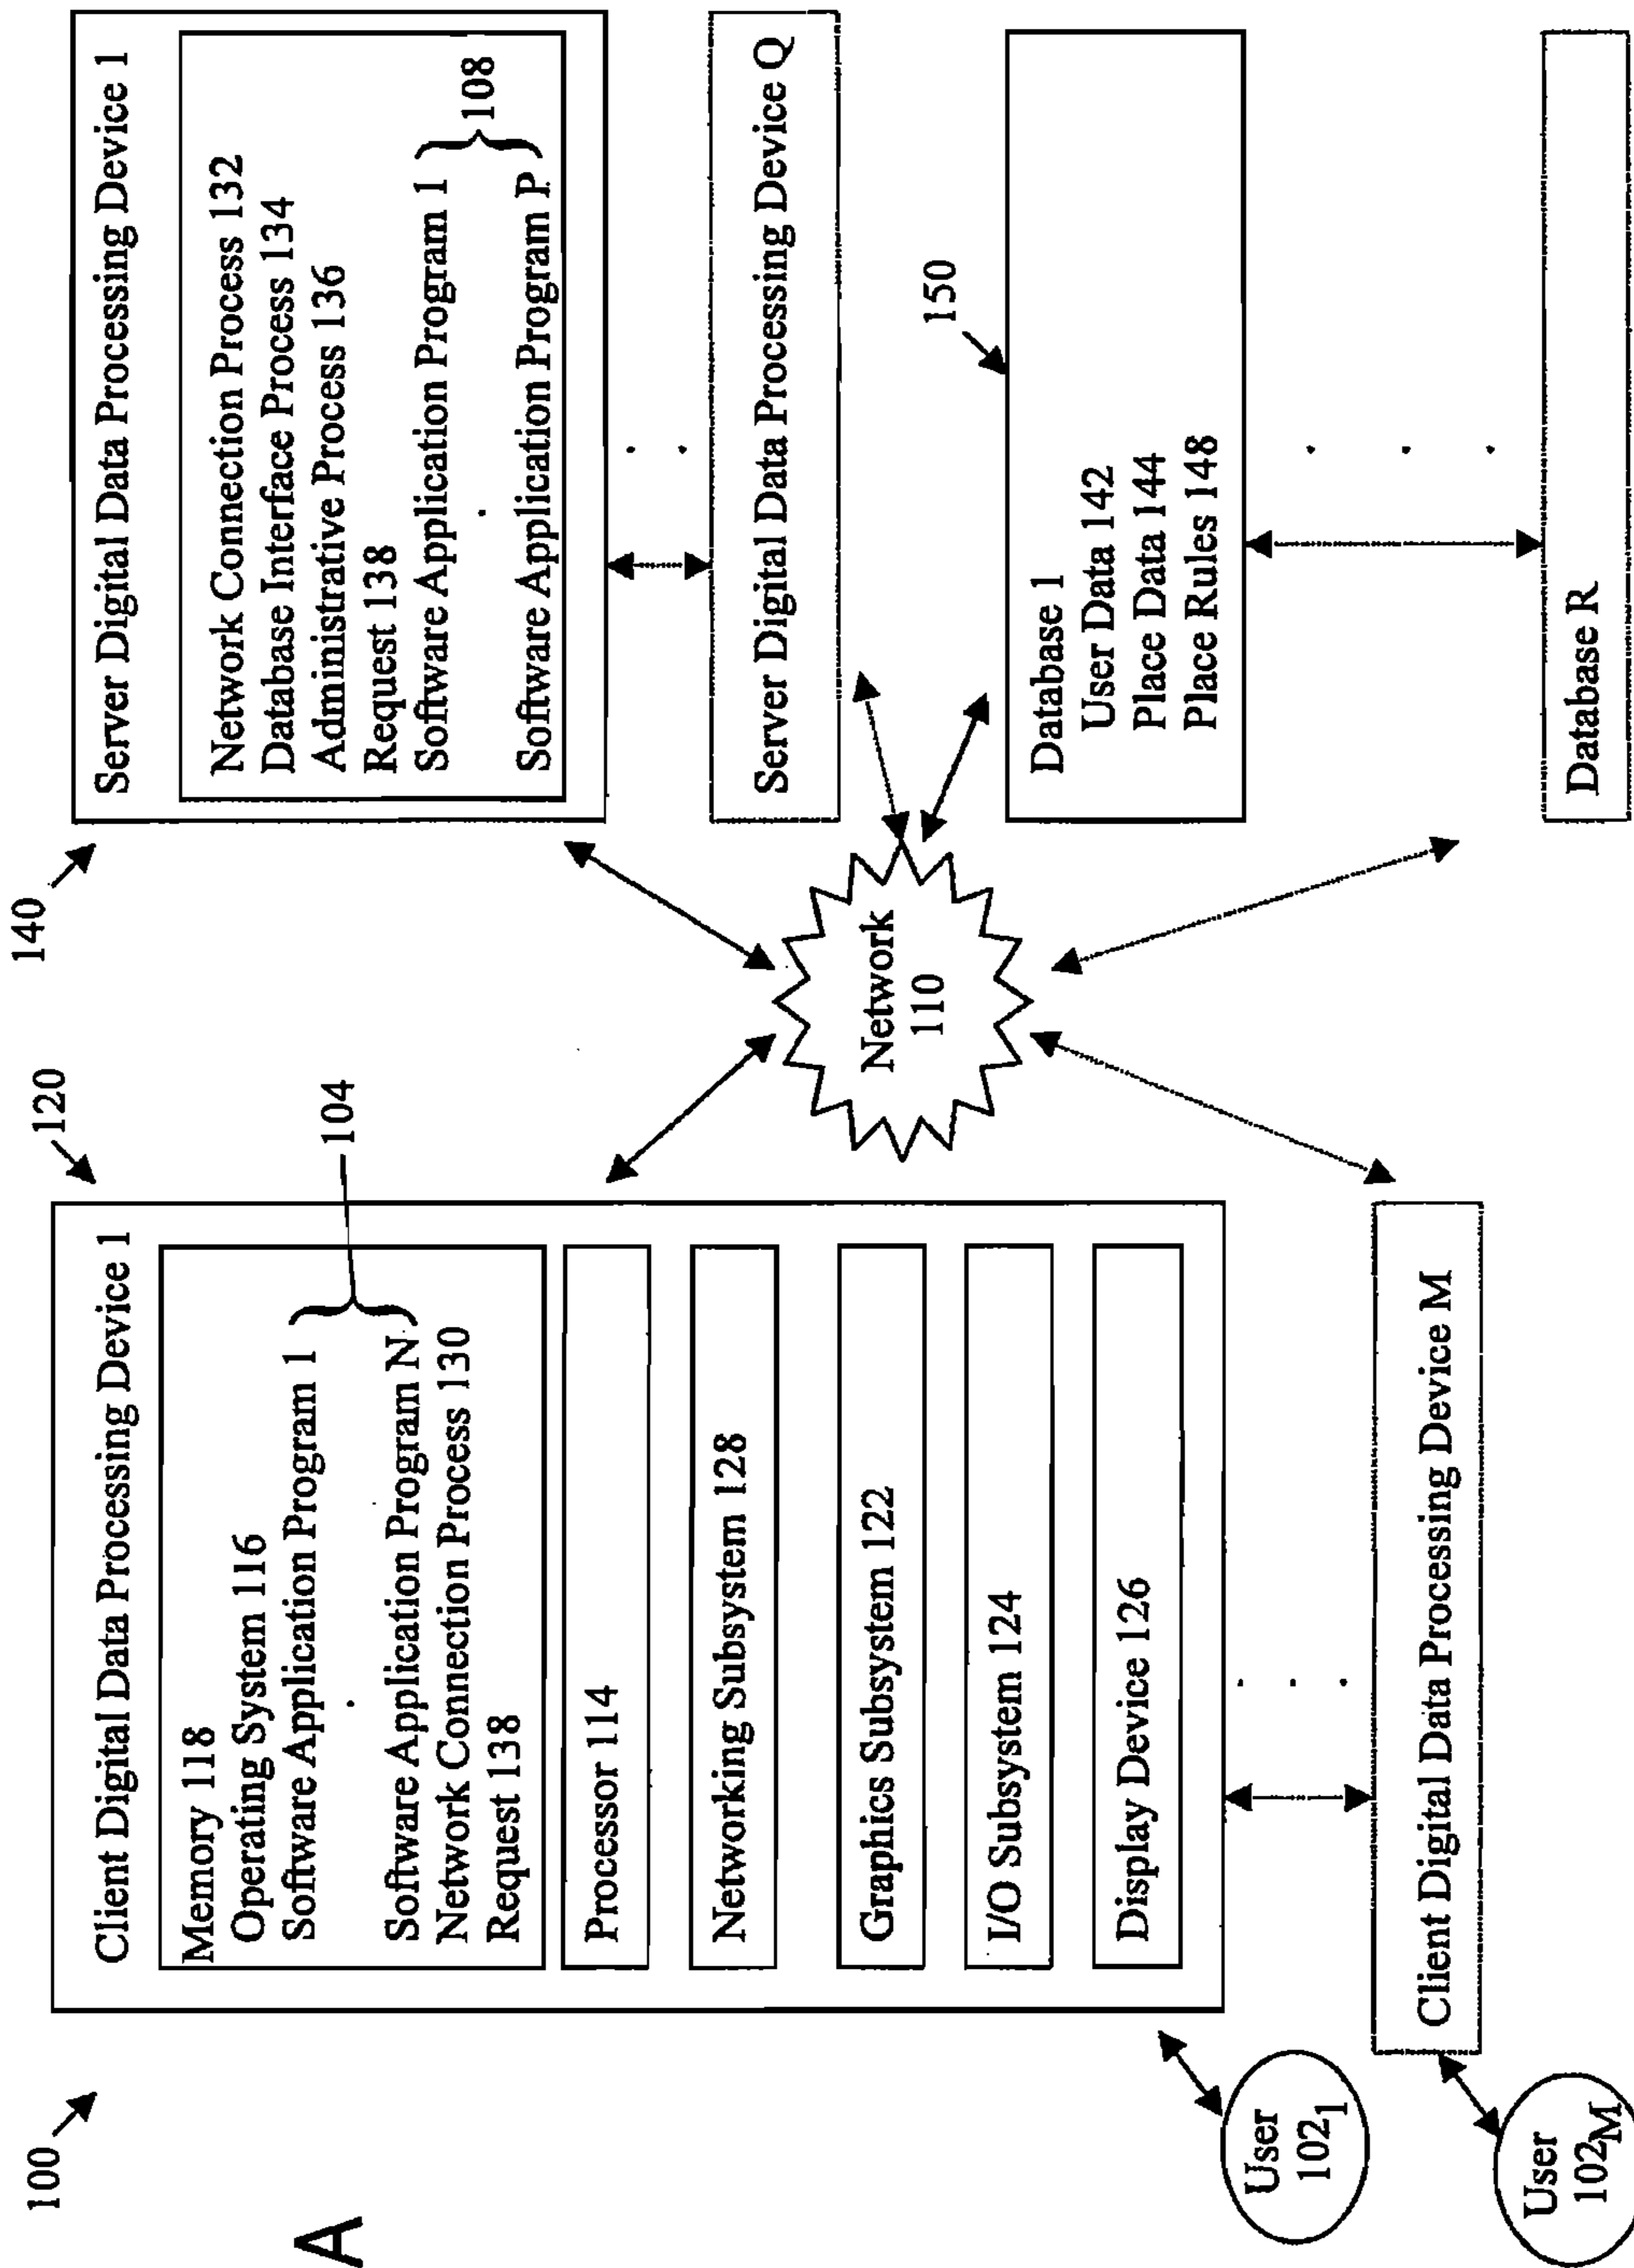 100
120
140
Client Digital Data Processing Device 1
Memory 118
Operating System 116
Software Application Program 1
.
Software Application Program N
Network Connection Process 130
Request 138
104
Processor 114
Networking Subsystem 128
Graphics Subsystem 122
I/O Subsystem 124
Display Device 126
. . .
Client Digital Data Processing Device M
User
102₁
User
102M
Network
110
Server Digital Data Processing Device 1
Network Connection Process 132
Database Interface Process 134
Administrative Process 136
Request 138
Software Application Program 1
.
Software Application Program P
108
. .
Server Digital Data Processing Device Q
150
Database 1
User Data 142
Place Data 144
Place Rules 148
. . .
Database R
A